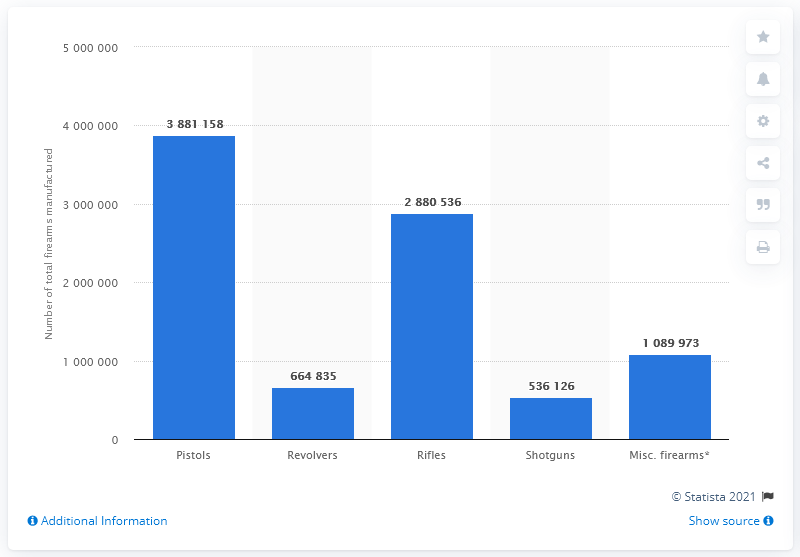 5 000 000
4 000 000
3 000 000
2 000 000
1 000 000
0
Number of total firearms manufactured
3 881 158
664 835
2 880 536
536 126
1 089 973
Pistols
Revolvers
Rifles
Shotguns
Misc. firearms*
© Statista 2021
Additional Information
Show source